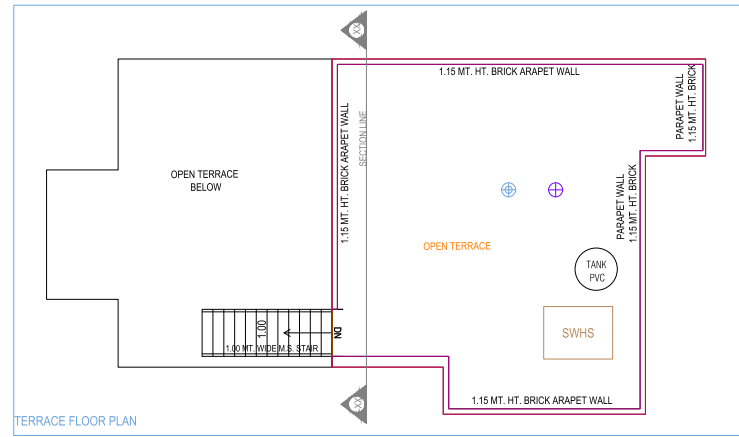 XX
1.15 MT. HT. BRICK ARAPET WALL
PARAPET WALL
1.15 MT. HT. BRICK
1.15 MT. HT. BRICK ARAPET WALL
SECTION LINE
OPEN TERRACE
BELOW
PARAPET WALL
1.15 MT. HT. BRICK
OPEN TERRACE
TANK
PVC
1.00
DN
SWHS
1.00 MT. WIDE M.S. STAIR
XX
1.15 MT. HT. BRICK ARAPET WALL
TERRACE FLOOR PLAN